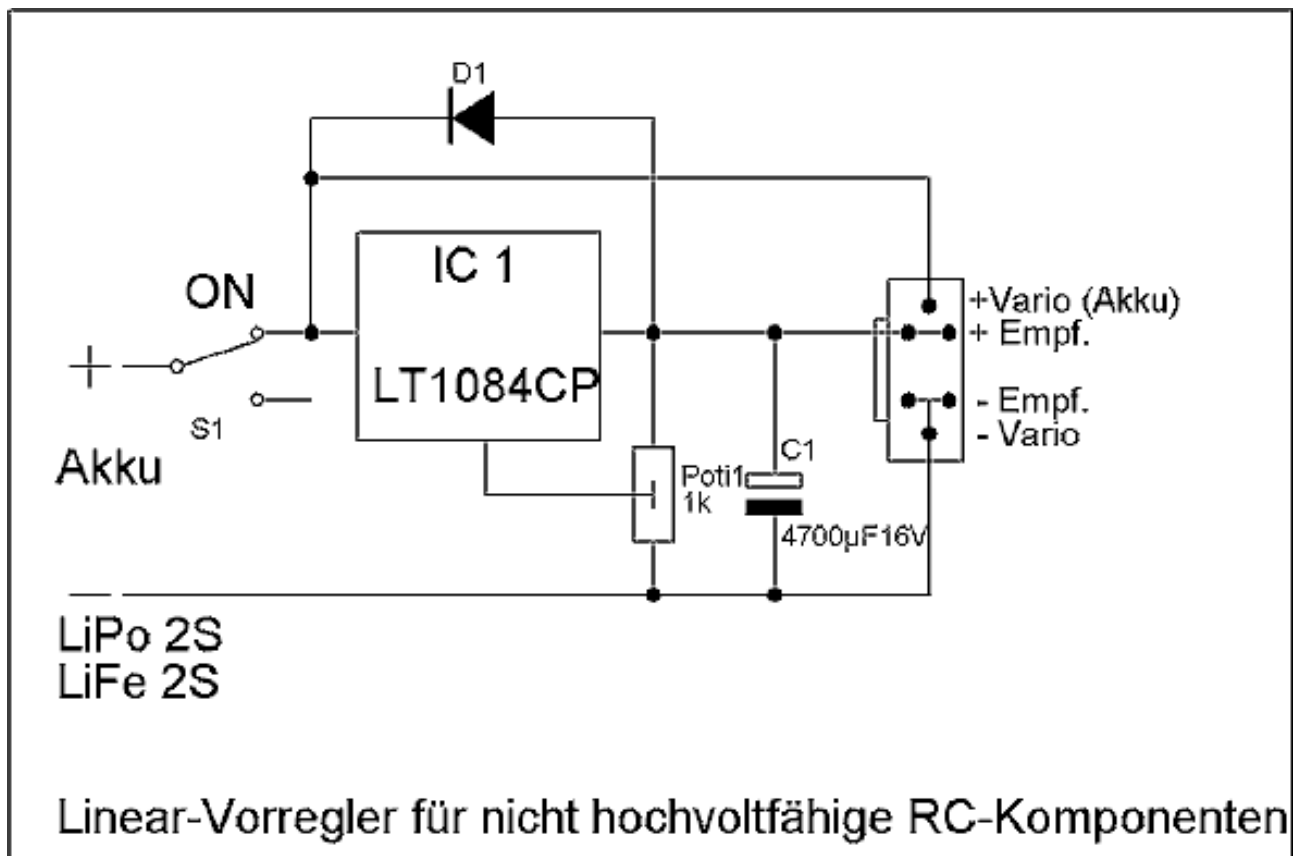 D1
IC 1
LT1084CP
ON
+
S1
Akku
+Vario (Akku)
+ Empf.
- Empf.
- Vario
Poti1
1k
C1
4700µF16V
—
LiPo 2S
LiFe 2S
Linear-Vorregler für nicht hochvoltfähige RC-Komponenten